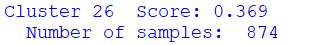 Cluster 26  Score: 0.369
  Number of samples:  874